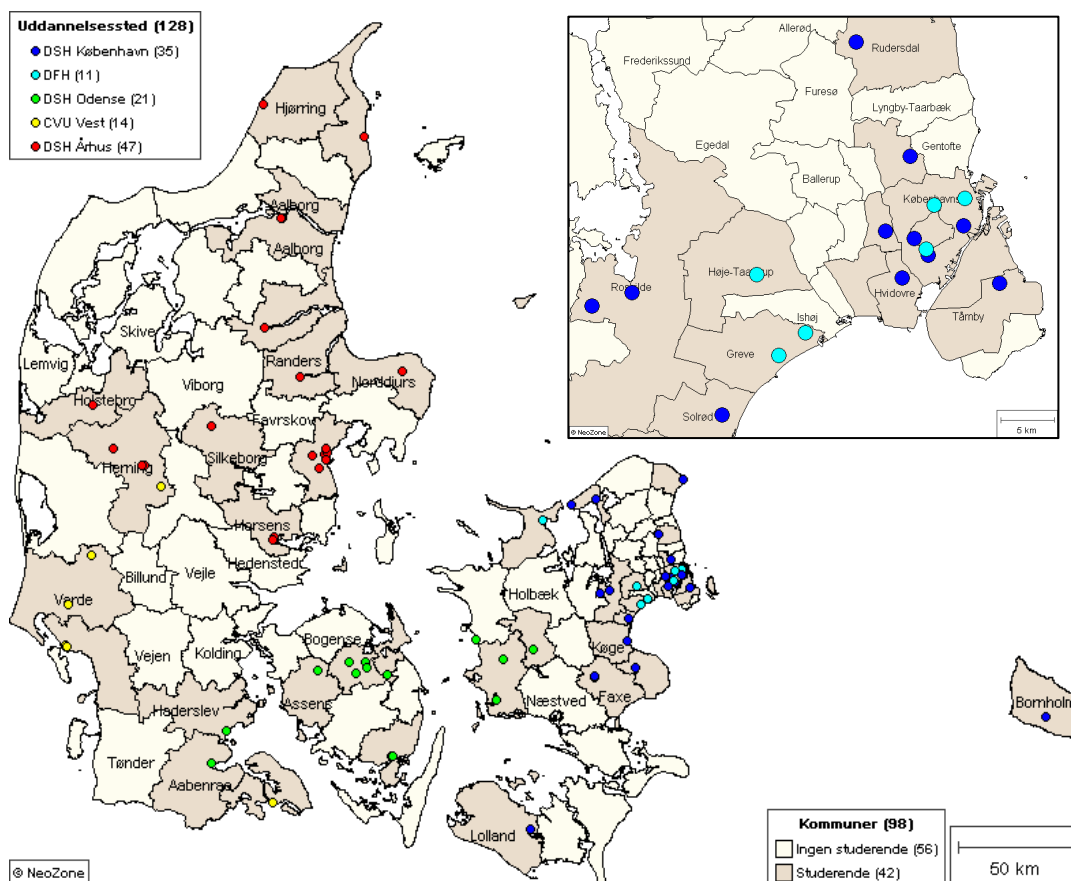 Uddannelsessted (128)
DSH København (35)
DFH (11)
DSH Odense (21)
CVU Vest (14)
DSH Århus (47)
Hjørring
Aalborg
Aalborg
Skive
Lemvig
Viborg
Randers
Norddjurs
Holstebro
Favrskov
Silkeborg
Herning
Horsens
Hedensted
Billund
Vejle
Varde
Vejen
Kolding
Bogense
Assens
Haderslev
Tønder
Aabenraa
Holbæk
Køge
Næstved
Faxe
Lolland
Bornholm
Allerød
Rudersdal
Frederikssund
Furesø
Lyngby-Taarbæk
Egedal
Gentofte
Ballerup
Københavns
Høje-Taastrup
Roskilde
Hvidovre
Tårnby
Ishøj
Greve
Solrød
© NeoZone
5 km
Kommuner (98)
Ingen studerende (56)
Studerende (42)
50 km
© NeoZone